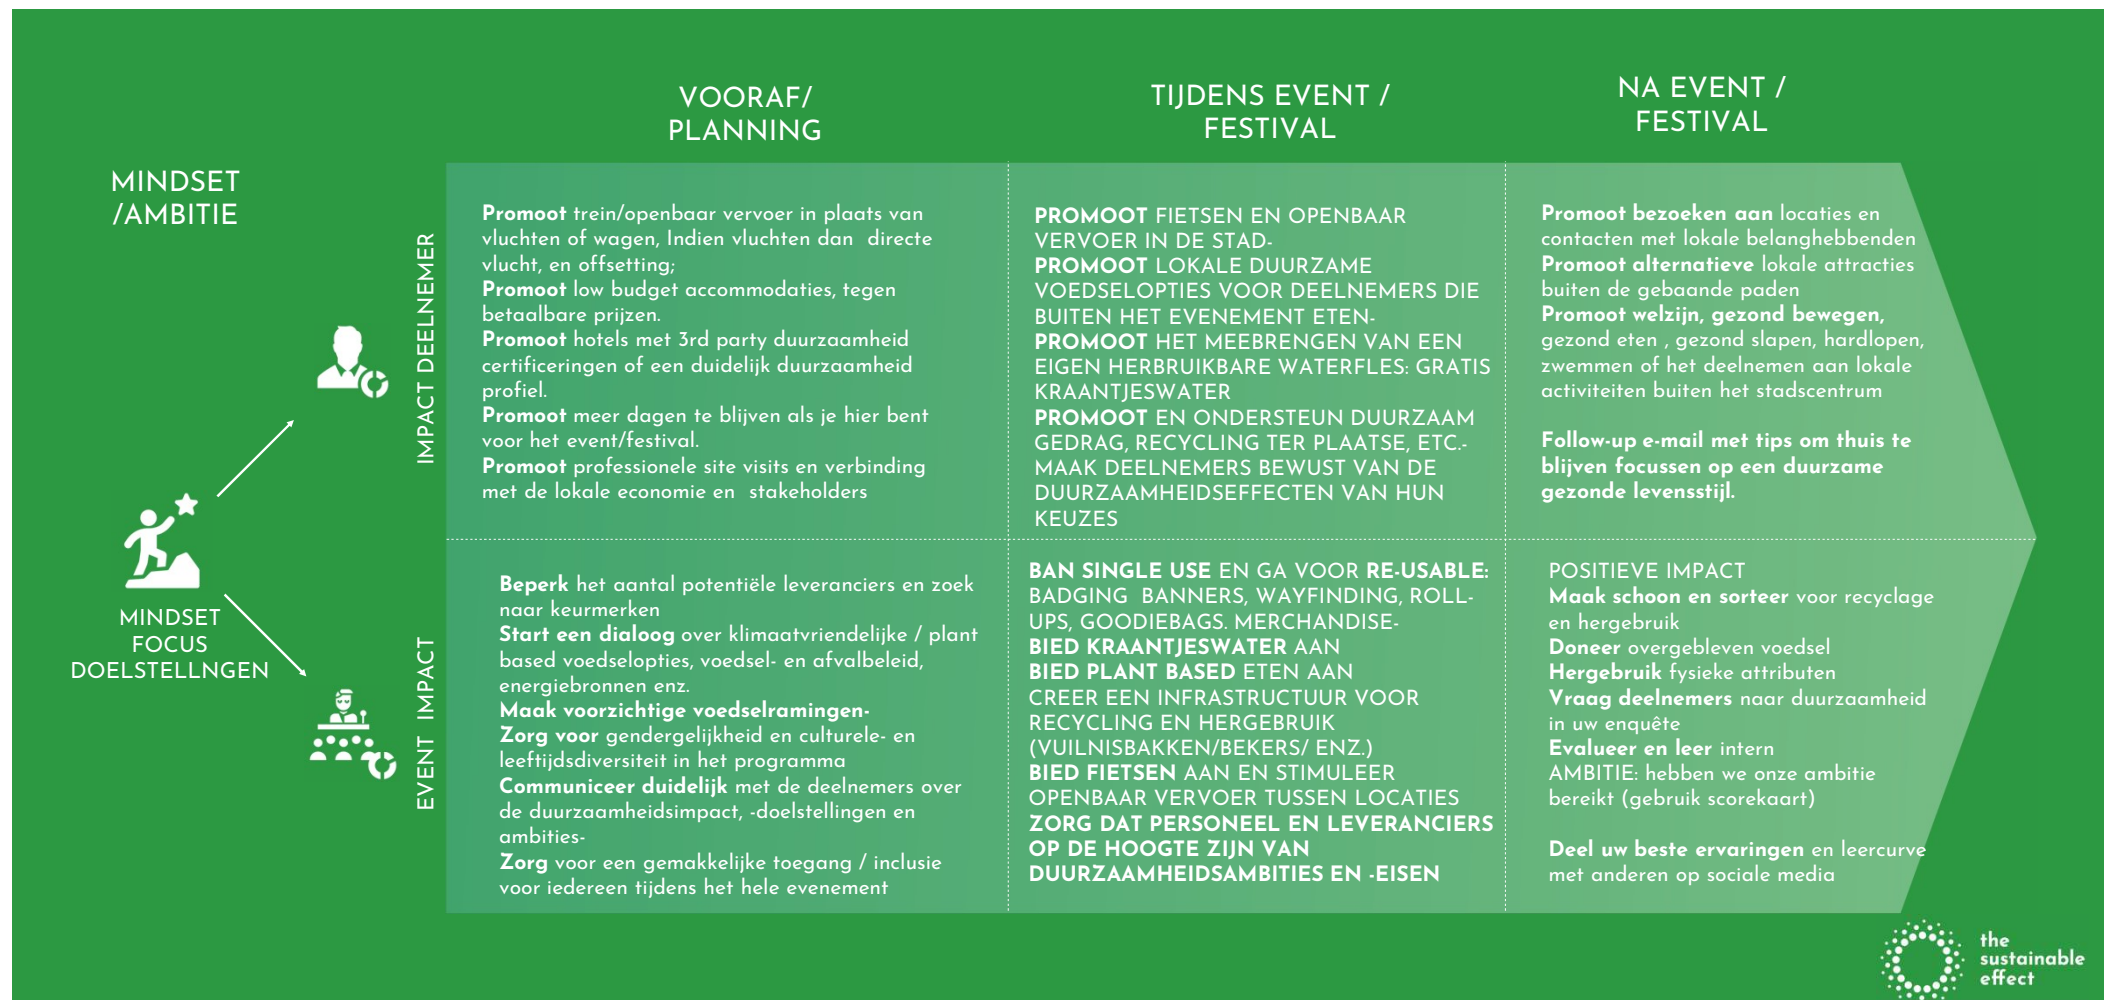 VOORAF/
PLANNING
TIJDENS EVENT /
FESTIVAL
NA EVENT /
FESTIVAL
MINDSET
/AMBITIE
MINDSET
FOCUS
DOELSTELLNGEN
IMPACT DEELNEMER
Promoot trein/openbaar vervoer in plaats van
vluchten of wagen, Indien vluchten dan directe
vlucht, en offsetting;
Promoot low budget accommodaties, tegen
betaalbare prijzen.
Promoot hotels met 3rd party duurzaamheid
certificeringen of een duidelijk duurzaamheid
profiel.
Promoot meer dagen te blijven als je hier bent
voor het event/festival.
Promoot professionele site visits en verbinding
met de lokale economie en stakeholders
PROMOOT FIETSEN EN OPENBAAR
VERVOER IN DE STAD-
PROMOOT LOKALE DUURZAME
VOEDSELOPTIES VOOR DEELNEMERS DIE
BUITEN HET EVENEMENT ETEN-
PROMOOT HET MEEBRENGEN VAN EEN
EIGEN HERBRUIKBARE WATERFLES: GRATIS
KRAANTJESWATER
PROMOOT EN ONDERSTEUN DUURZAAM
GEDRAG, RECYCLING TER PLAATSE, ETC.-
MAAK DEELNEMERS BEWUST VAN DE
DUURZAAMHEIDSEFFECTEN VAN HUN
KEUZES
Promoot bezoeken aan locaties en
contacten met lokale belanghebbenden
Promoot alternatieve lokale attracties
buiten de gebaande paden
Promoot welzijn, gezond bewegen,
gezond eten , gezond slapen, hardlopen,
zwemmen of het deelnemen aan lokale
activiteiten buiten het stadscentrum
Follow-up e-mail met tips om thuis te
blijven focussen op een duurzame
gezonde levensstijl.
EVENT IMPACT
Beperk het aantal potentiële leveranciers en zoek
naar keurmerken
Start een dialoog over klimaatvriendelijke / plant
based voedselopties, voedsel- en afvalbeleid,
energiebronnen enz.
Maak voorzichtige voedselramingen-
Zorg voor gendergelijkheid en culturele- en
leeftijdsdiversiteit in het programma
Communiceer duidelijk met de deelnemers over
de duurzaamheidsimpact, -doelstellingen en
ambities-
Zorg voor een gemakkelijke toegang / inclusie
voor iedereen tijdens het hele evenement
BAN SINGLE USE EN GA VOOR RE-USABLE:
BADGING BANNERS, WAYFINDING, ROLL-
UPS, GOODIEBAGS. MERCHANDISE-
BIED KRAANTJESWATER AAN
BIED PLANT BASED ETEN AAN
CREER EEN INFRASTRUCTUUR VOOR
RECYCLING EN HERGEBRUIK
(VUILNISBAKKEN/BEKERS/ ENZ.)
BIED FIETSEN AAN EN STIMULEER
OPENBAAR VERVOER TUSSEN LOCATIES
ZORG DAT PERSONEEL EN LEVERANCIERS
OP DE HOOGTE ZIJN VAN
DUURZAAMHEIDSAMBITIES EN -EISEN
POSITIEVE IMPACT
Maak schoon en sorteer voor recyclage
en hergebruik
Doneer overgebleven voedsel
Hergebruik fysieke attributen
Vraag deelnemers naar duurzaamheid
in uw enquête
Evalueer en leer intern
AMBITIE: hebben we onze ambitie
bereikt (gebruik scorekaart)
Deel uw beste ervaringen en leercurve
met anderen op sociale media
the
sustainable
effect